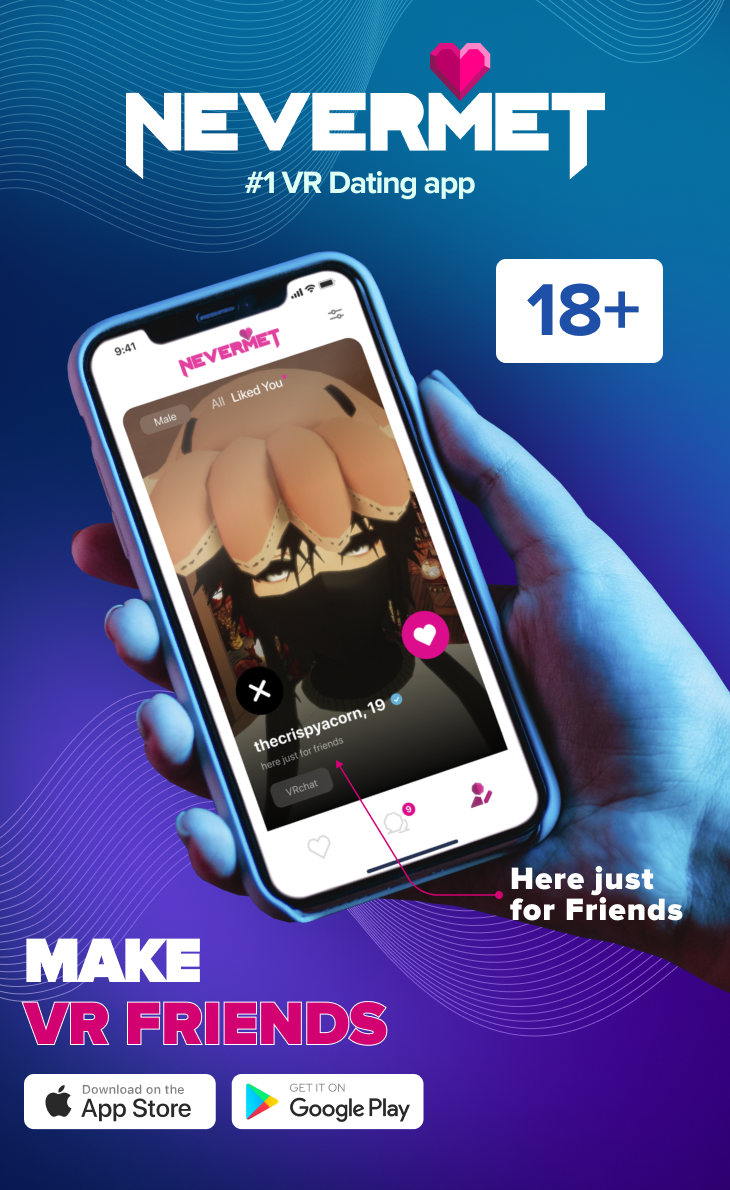 NEVERMET
#1 VR Dating app
18+
9:41
NEVERMET
Male
All Liked You
thecrispyacorn, 19
here just for friends
VRchat
9
Here just
for Friends
MAKE
VR FRIENDS
Download on the
App Store
GET IT ON
Google Play